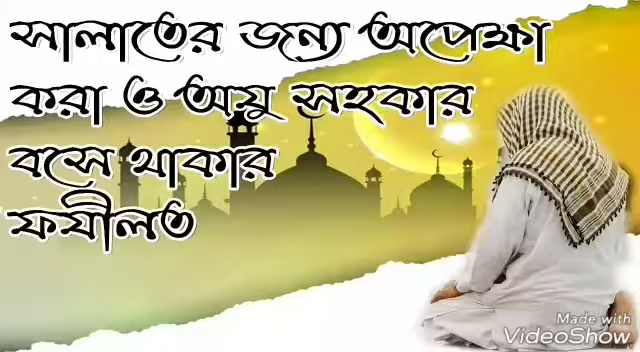 সালাতের জন্য অপেক্ষা
করা ও অযু সহকার
বসে থাকার
ফযীলত
Made with
VideoShow